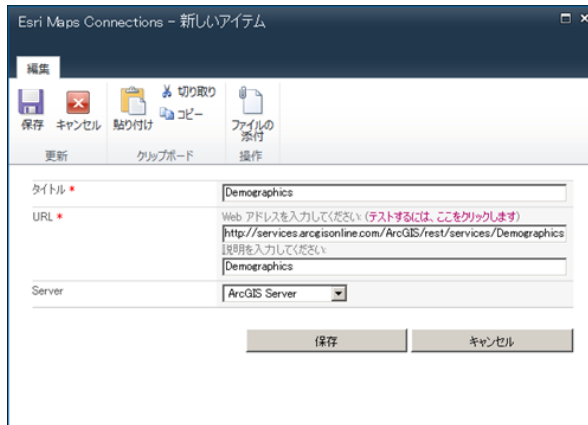 Esri Maps Connections - 新しいアイテム
編集
保存
キャンセル
貼り付け
切り取り
コピー
ファイルの
添付
更新
クリップボード
操作
タイトル *
Demographics
URL *
Web アドレスを入力してください: (テストするには、ここをクリックします)
http://services.arcgisonline.com/ArcGIS/rest/services/Demographics
説明を入力してください:
Demographics
Server
ArcGIS Server
保存
キャンセル